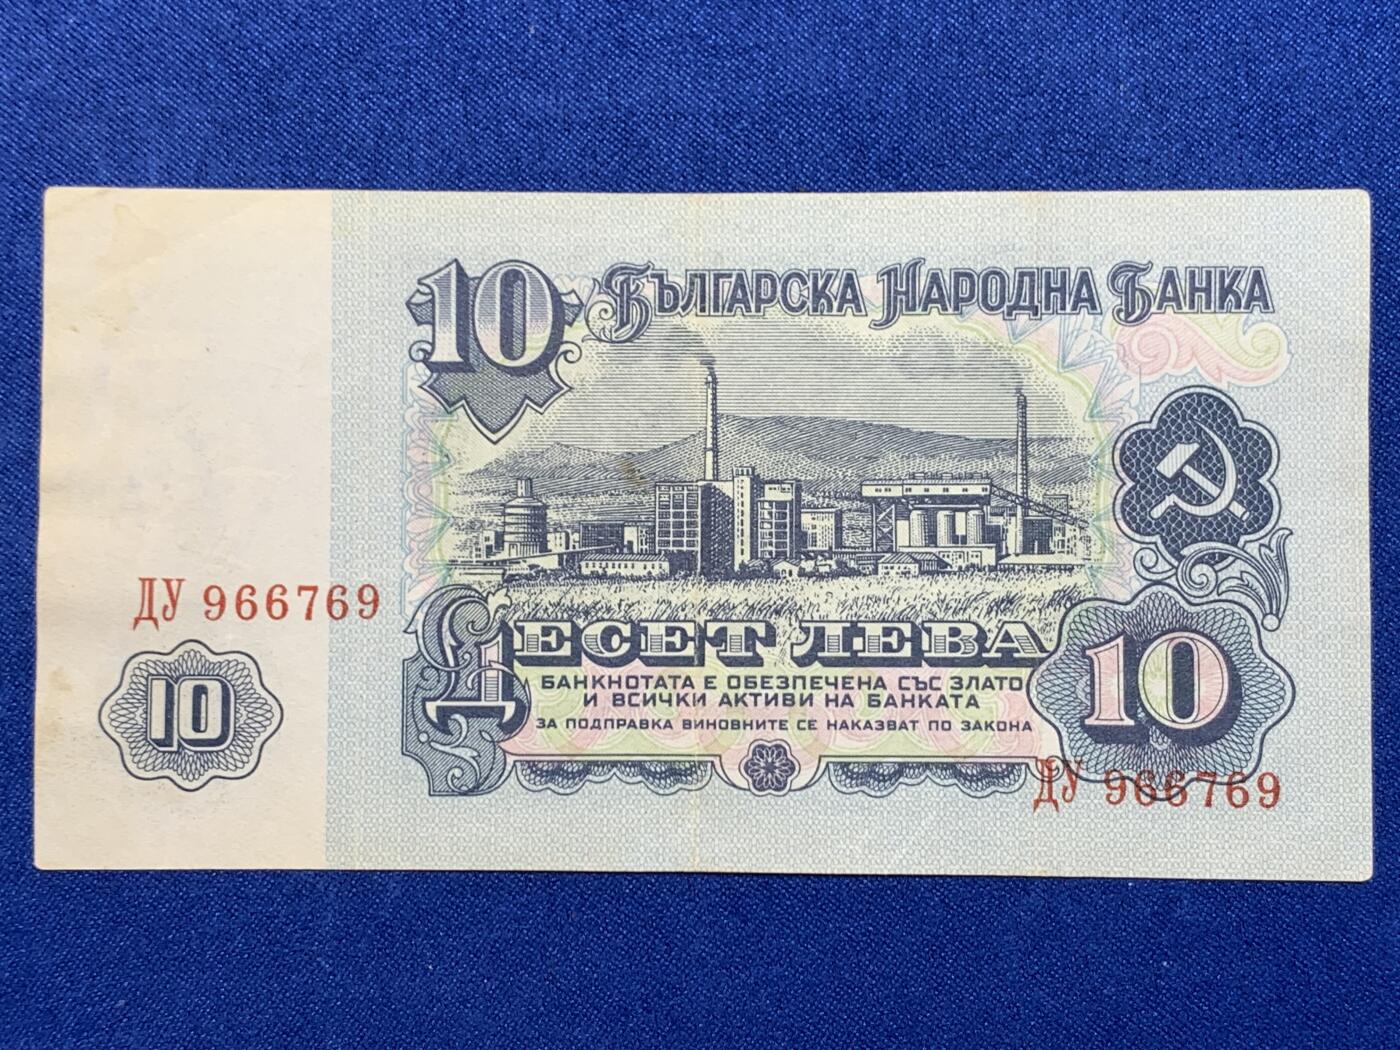 10
Българска Народна Банка
ДУ 966769
10
Десет лева
БАНКНОТАТА Е ОБЕЗПЕЧЕНА СЪС ЗЛАТО
И ВСИЧКИ АКТИВИ НА БАНКАТА
ЗА ПОДПРАВКА ВИНОВНИТЕ СЕ НАКАЗВАТ ПО ЗАКОНА
10
ДУ 966769